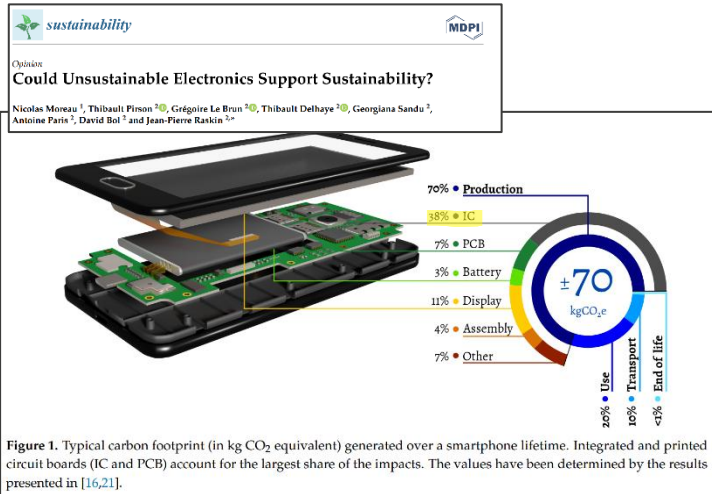 sustainability
MDPI
Opinion
Could Unsustainable Electronics Support Sustainability?
Nicolas Moreau 1, Thibault Pirson 2, Grégoire Le Brun 2, Thibault Delhaye 2, Georgiana Sandu 2,
Antoine Paris 2, David Bol 2 and Jean-Pierre Raskin 2,*
70% • Production
38% • IC
7% • PCB
3% • Battery
11% • Display
4% • Assembly
7% • Other
±70
kgCO2e
20% • Use
10% • Transport
<1% • End of life
Figure 1. Typical carbon footprint (in kg CO2 equivalent) generated over a smartphone lifetime. Integrated and printed
circuit boards (IC and PCB) account for the largest share of the impacts. The values have been determined by the results
presented in [16,21].